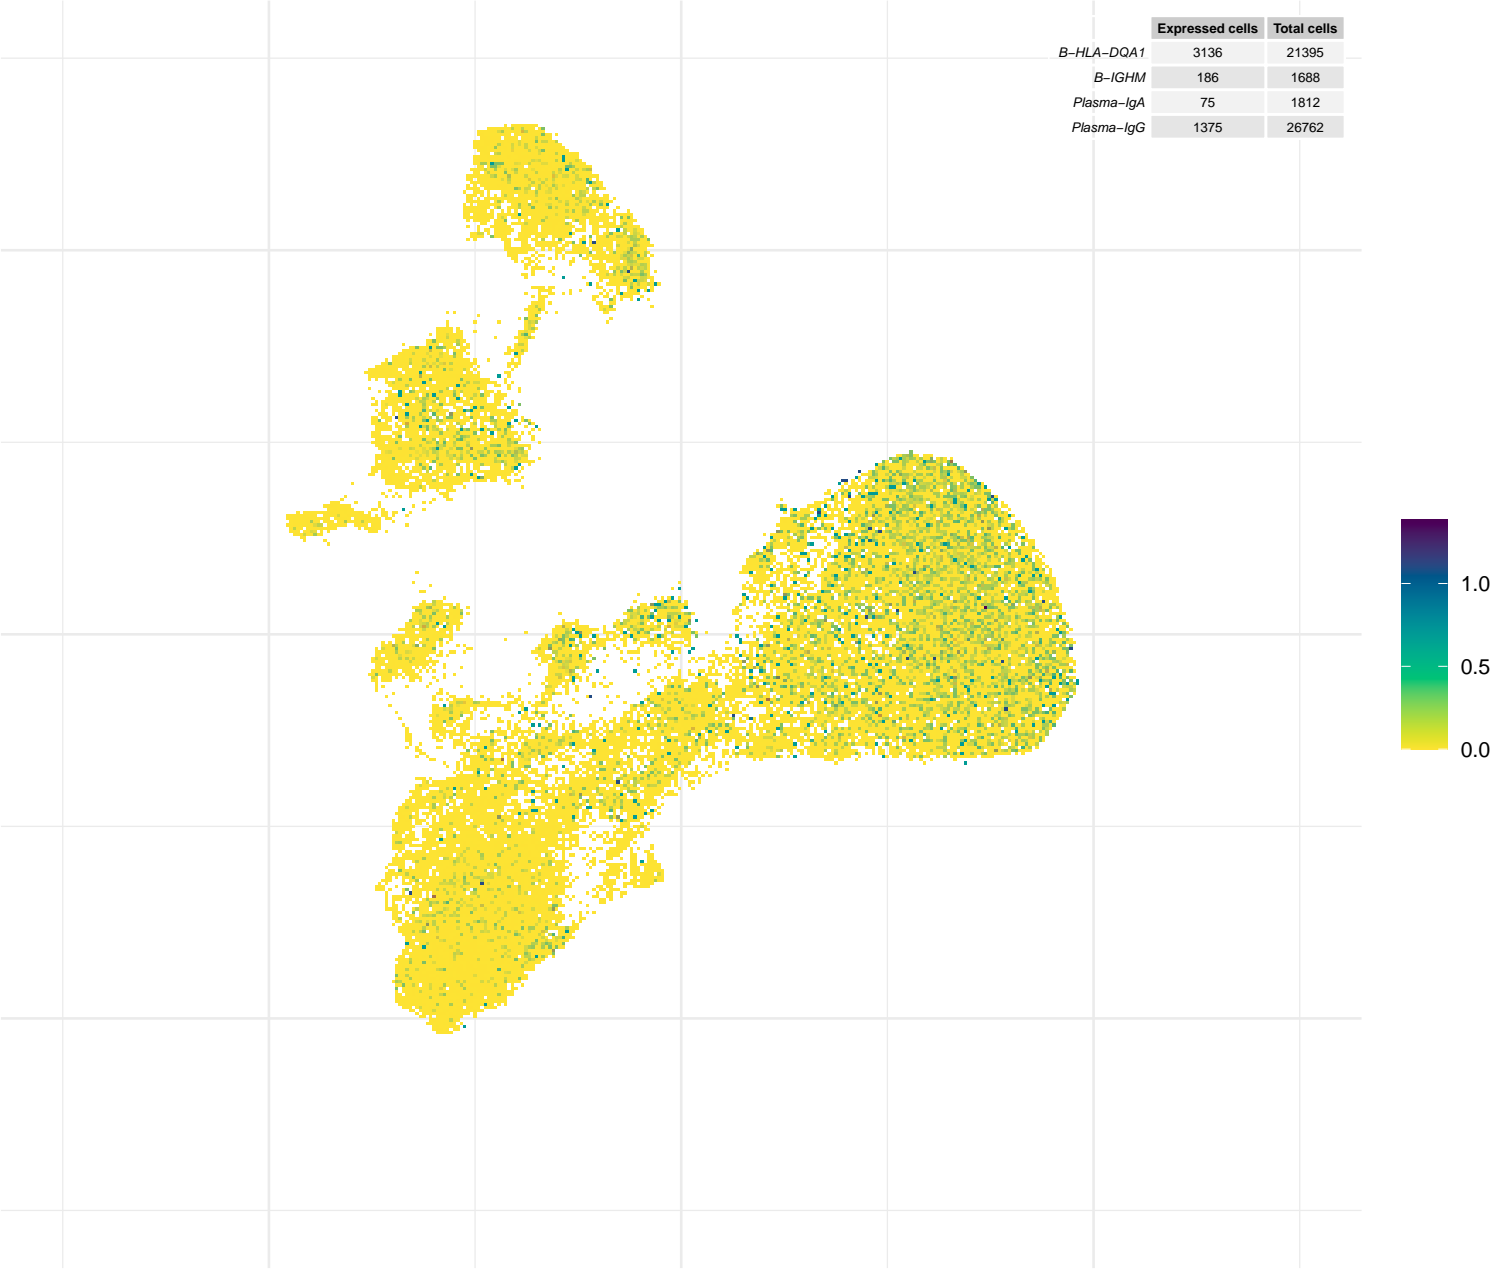 Expressed cells Total cells
B−HLA−DQA1 3136 21395
B−IGHM 186 1688
Plasma−IgA 75 1812
Plasma−IgG 1375 26762
1.0
0.5
0.0